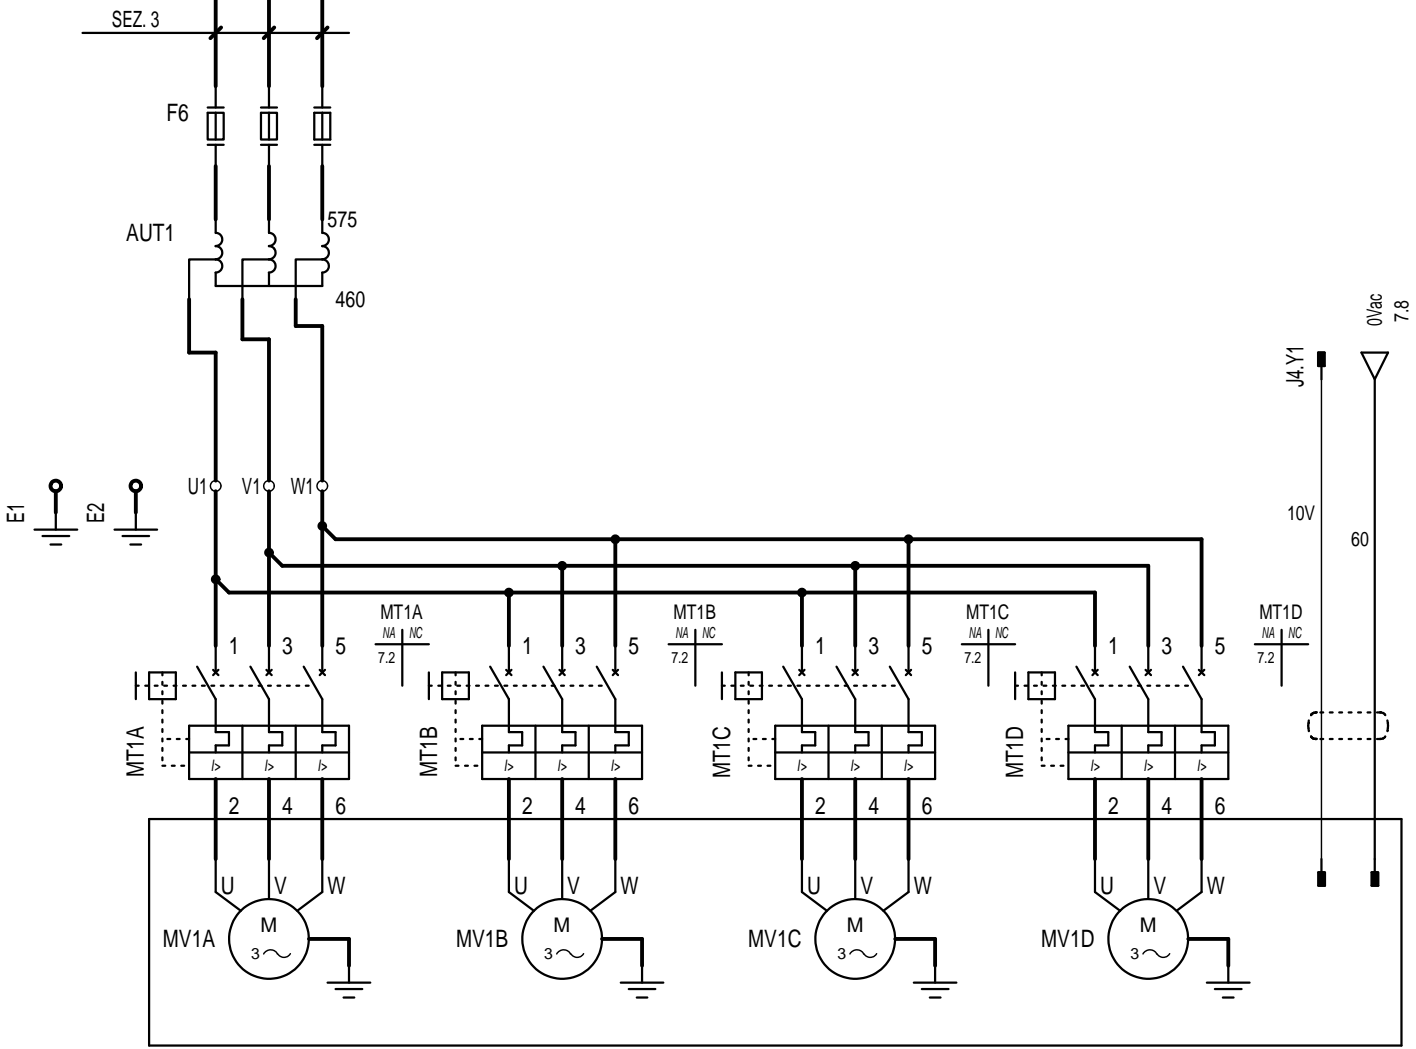 SEZ. 3
F6
AUT1
575
460
0Vac
7.8
J4.Y1
10V
60
E1
E2
U1 V1 W1
MT1A MT1B MT1C MT1D
NA NC NA NC NA NC NA NC
7.2 7.2 7.2 7.2
1 3 5 1 3 5 1 3 5 1 3 5
MT1A MT1B MT1C MT1D
I> I> I> I> I> I> I> I> I> I> I> I>
2 4 6 2 4 6 2 4 6 2 4 6
U V W U V W U V W U V W
MV1A M MV1B M MV1C M MV1D M
3 3 3 3